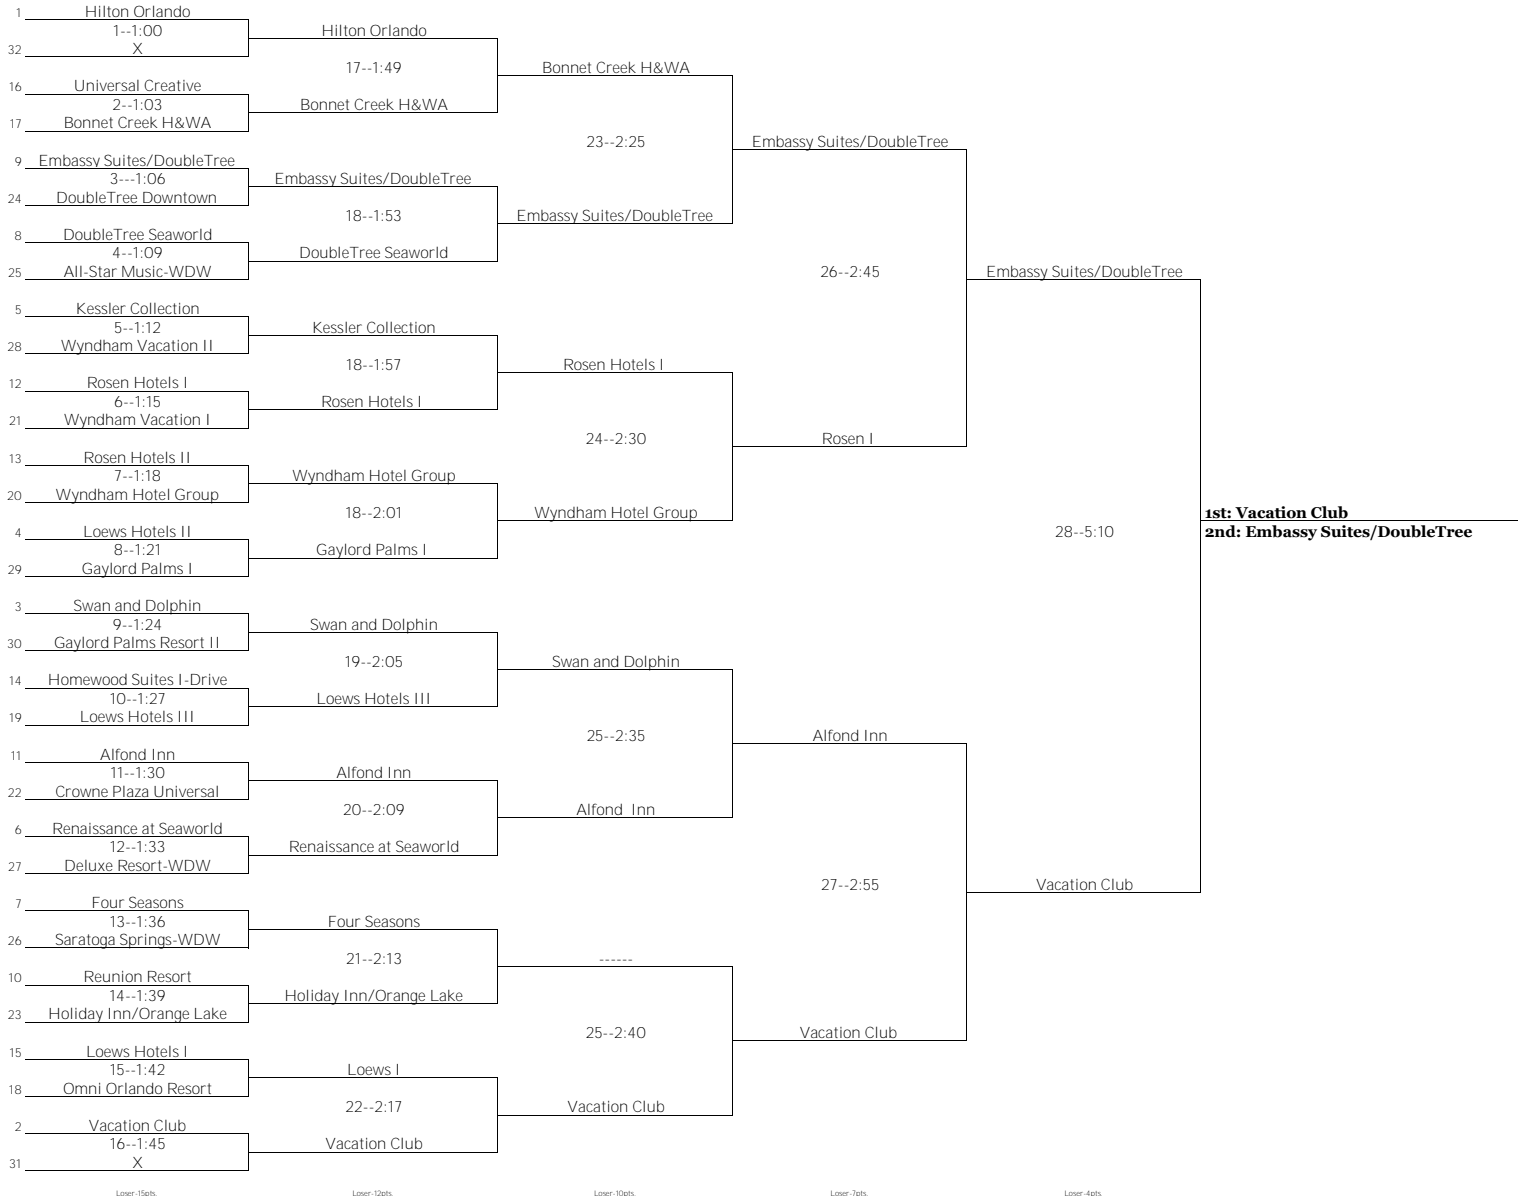 1 Hilton Orlando
1--1:00
32 X
16 Universal Creative
2--1:03
17 Bonnet Creek H&WA
9 Embassy Suites/DoubleTree
3---1:06
24 DoubleTree Downtown
8 DoubleTree Seaworld
4--1:09
25 All-Star Music-WDW
5 Kessler Collection
5--1:12
28 Wyndham Vacation II
12 Rosen Hotels I
6--1:15
21 Wyndham Vacation I
13 Rosen Hotels II
7--1:18
20 Wyndham Hotel Group
4 Loews Hotels II
8--1:21
29 Gaylord Palms I
3 Swan and Dolphin
9--1:24
30 Gaylord Palms Resort II
14 Homewood Suites I-Drive
10--1:27
19 Loews Hotels III
11 Alfond Inn
11--1:30
22 Crowne Plaza Universal
6 Renaissance at Seaworld
12--1:33
27 Deluxe Resort-WDW
7 Four Seasons
13--1:36
26 Saratoga Springs-WDW
10 Reunion Resort
14--1:39
23 Holiday Inn/Orange Lake
15 Loews Hotels I
15--1:42
18 Omni Orlando Resort
2 Vacation Club
16--1:45
31 X
Loser-15pts.
Hilton Orlando
17--1:49
Bonnet Creek H&WA
Embassy Suites/DoubleTree
18--1:53
DoubleTree Seaworld
Kessler Collection
18--1:57
Rosen Hotels I
Wyndham Hotel Group
18--2:01
Gaylord Palms I
Swan and Dolphin
19--2:05
Loews Hotels III
Alfond Inn
20--2:09
Renaissance at Seaworld
Four Seasons
21--2:13
Holiday Inn/Orange Lake
Loews I
22--2:17
Vacation Club
Loser-12pts.
Bonnet Creek H&WA
23--2:25
Embassy Suites/DoubleTree
Rosen Hotels I
24--2:30
Wyndham Hotel Group
Swan and Dolphin
25--2:35
Alfond Inn
------
25--2:40
Vacation Club
Loser-10pts.
Embassy Suites/DoubleTree
26--2:45
Rosen I
Alfond Inn
27--2:55
Vacation Club
Loser-7pts.
Embassy Suites/DoubleTree
28--5:10
Vacation Club
Loser-4pts.
1st: Vacation Club
2nd: Embassy Suites/DoubleTree